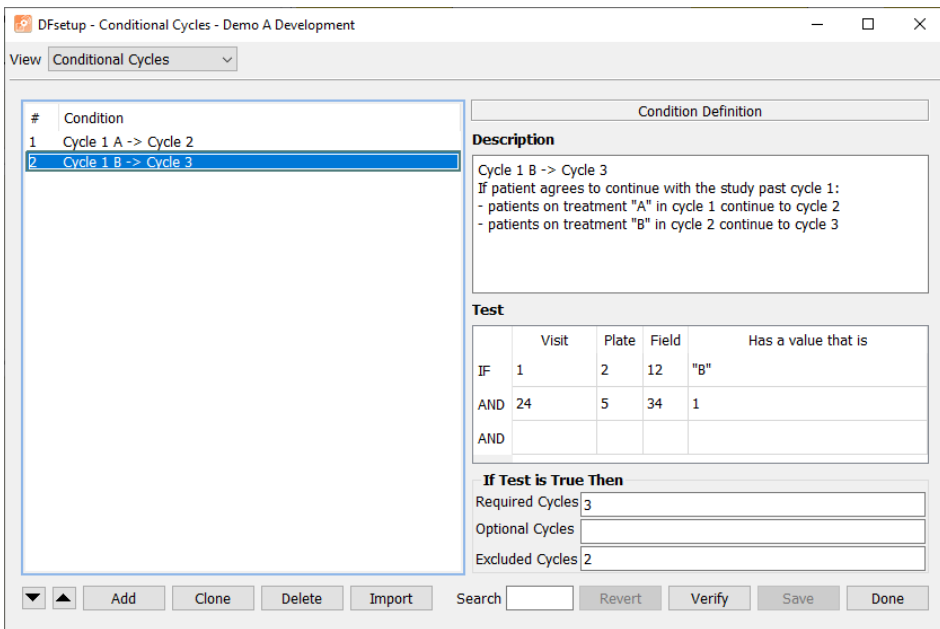 DFsetup - Conditional Cycles - Demo A Development
View Conditional Cycles
# Condition
1 Cycle 1 A -> Cycle 2
2 Cycle 1 B -> Cycle 3
Condition Definition
Description
Cycle 1 B -> Cycle 3
If patient agrees to continue with the study past cycle 1:
- patients on treatment "A" in cycle 1 continue to cycle 2
- patients on treatment "B" in cycle 2 continue to cycle 3
Test
Visit Plate Field Has a value that is
IF 1 2 12 "B"
AND 24 5 34 1
AND
If Test is True Then
Required Cycles 3
Optional Cycles
Excluded Cycles 2
Add Clone Delete Import Search Revert Verify Save Done